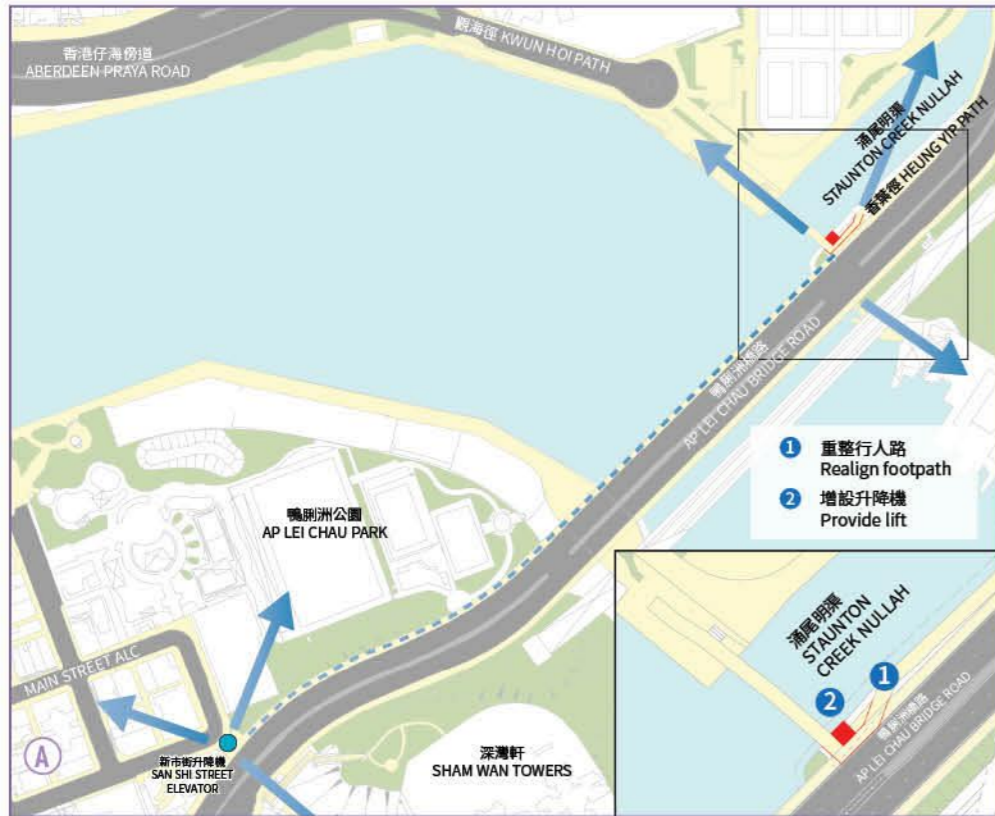 香港仔海傍道
ABERDEEN PRAYA ROAD
觀海徑 KWUN HOI PATH
涌尾明渠
STAUNTON CREEK NULLAH
香葉徑 HEUNG YIP PATH
鴨脷洲橋路
AP LEI CHAU BRIDGE ROAD
1 重整行人路
Realign footpath
2 增設升降機
Provide lift
鴨脷洲公園
AP LEI CHAU PARK
MAIN STREET ALC
A
新市街升降機
SAN SHI STREET
ELEVATOR
深灣軒
SHAM WAN TOWERS
涌尾明渠
STAUNTON
CREEK NULLAH
1
2
鴨脷洲橋路
AP LEI CHAU BRIDGE ROAD